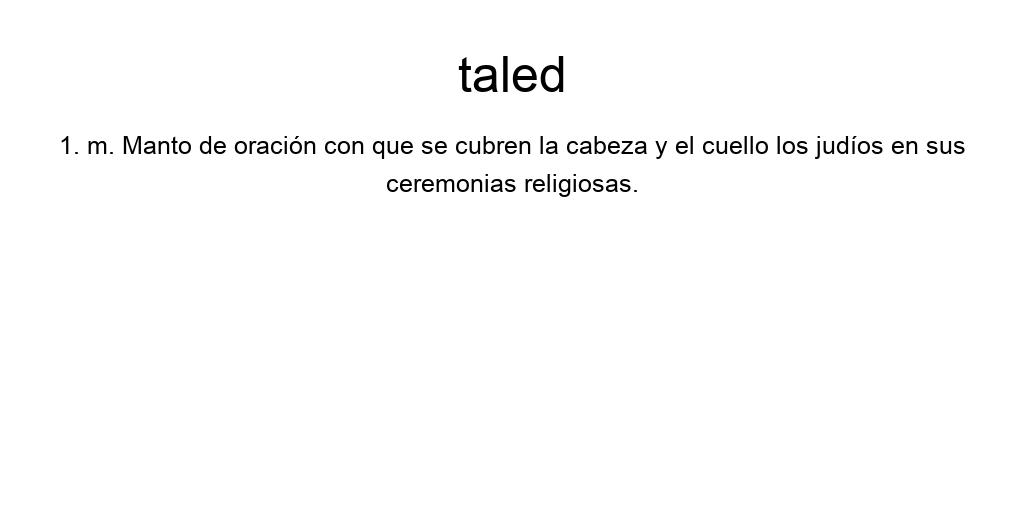 taled
1. m. Manto de oración con que se cubren la cabeza y el cuello los judíos en sus
ceremonias religiosas.